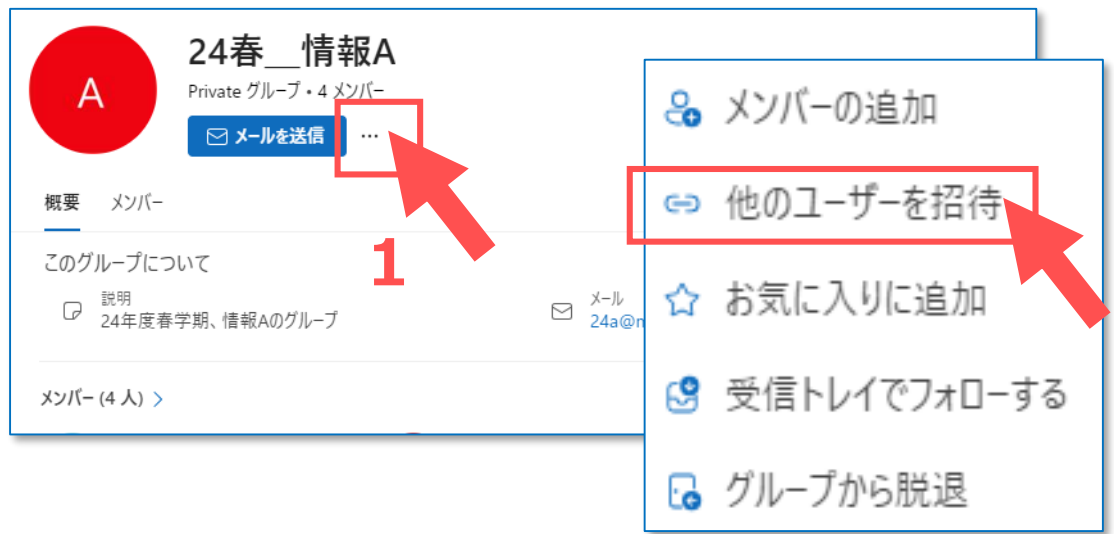 A
24春__情報A
Private グループ • 4 メンバー
メールを送信
...
概要 メンバー
1
このグループについて
説明
24年度春学期、情報Aのグループ
メール
24a@
メンバー (4 人) >
メンバーの追加
他のユーザーを招待
お気に入りに追加
受信トレイでフォローする
グループから脱退